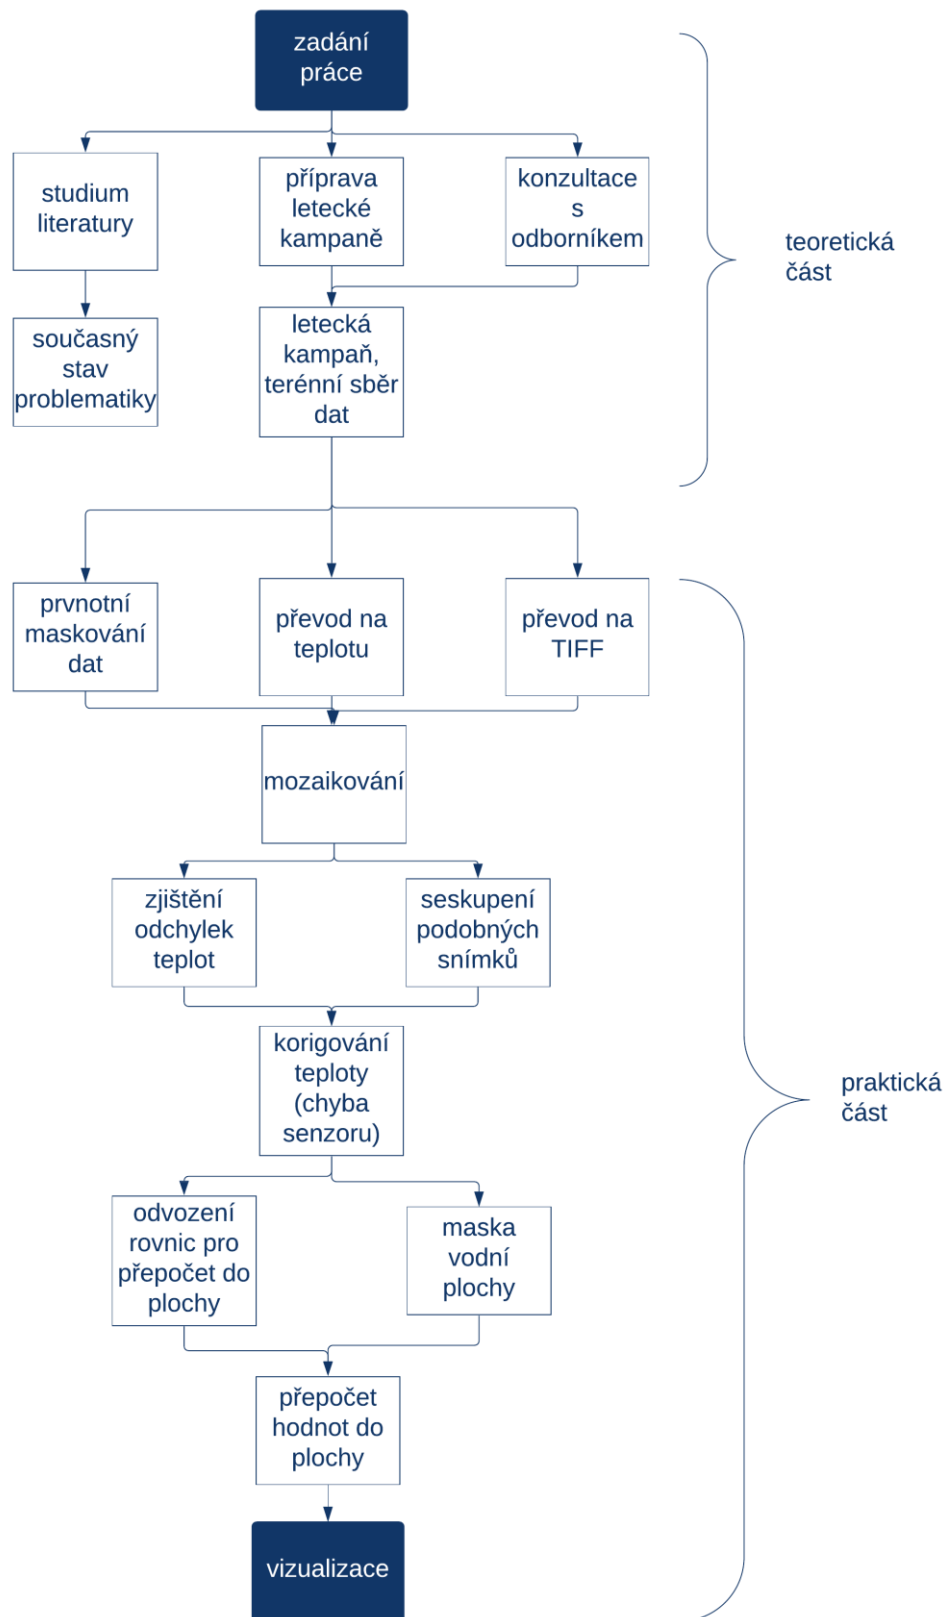 zadání
práce
studium
literatury
příprava
letecké
kampaně
konzultace
s
odborníkem
teoretická
část
současný
stav
problematiky
letecká
kampaň,
terénní sběr
dat
prvnotní
maskování
dat
převod na
teplotu
převod na
TIFF
mozaikování
zjištění
odchylek
teplot
seskupení
podobných
snímků
korigování
teploty
(chyba
senzoru)
praktická
část
odvození
rovnic pro
přepočet do
plochy
maska
vodní
plochy
přepočet
hodnot do
plochy
vizualizace